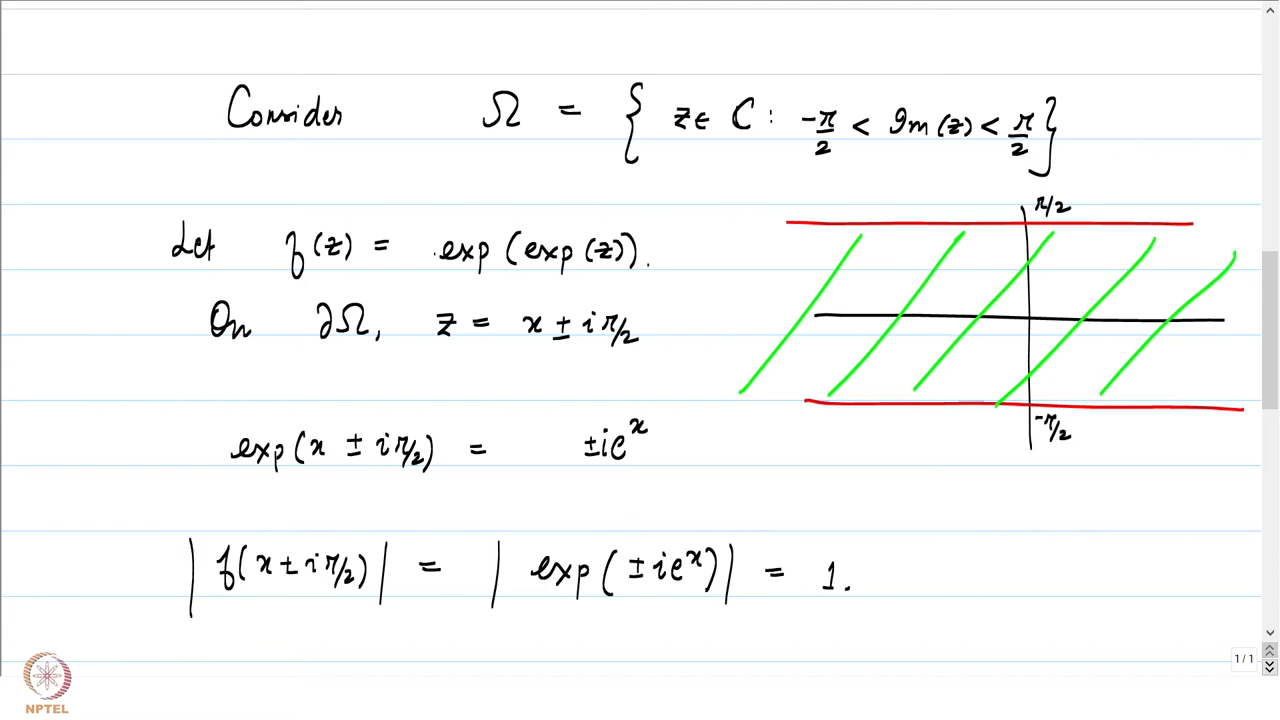 Consider Ω = { z ∈ C : -π/2 < Im(z) < π/2 }
π/2
Let f(z) = exp(exp(z)).
On ∂Ω, z = x ± iπ/2
-π/2
exp(x ± iπ/2) = ±ie^x
|f(x ± iπ/2)| = |exp(±ie^x)| = 1.
1 / 1
NPTEL